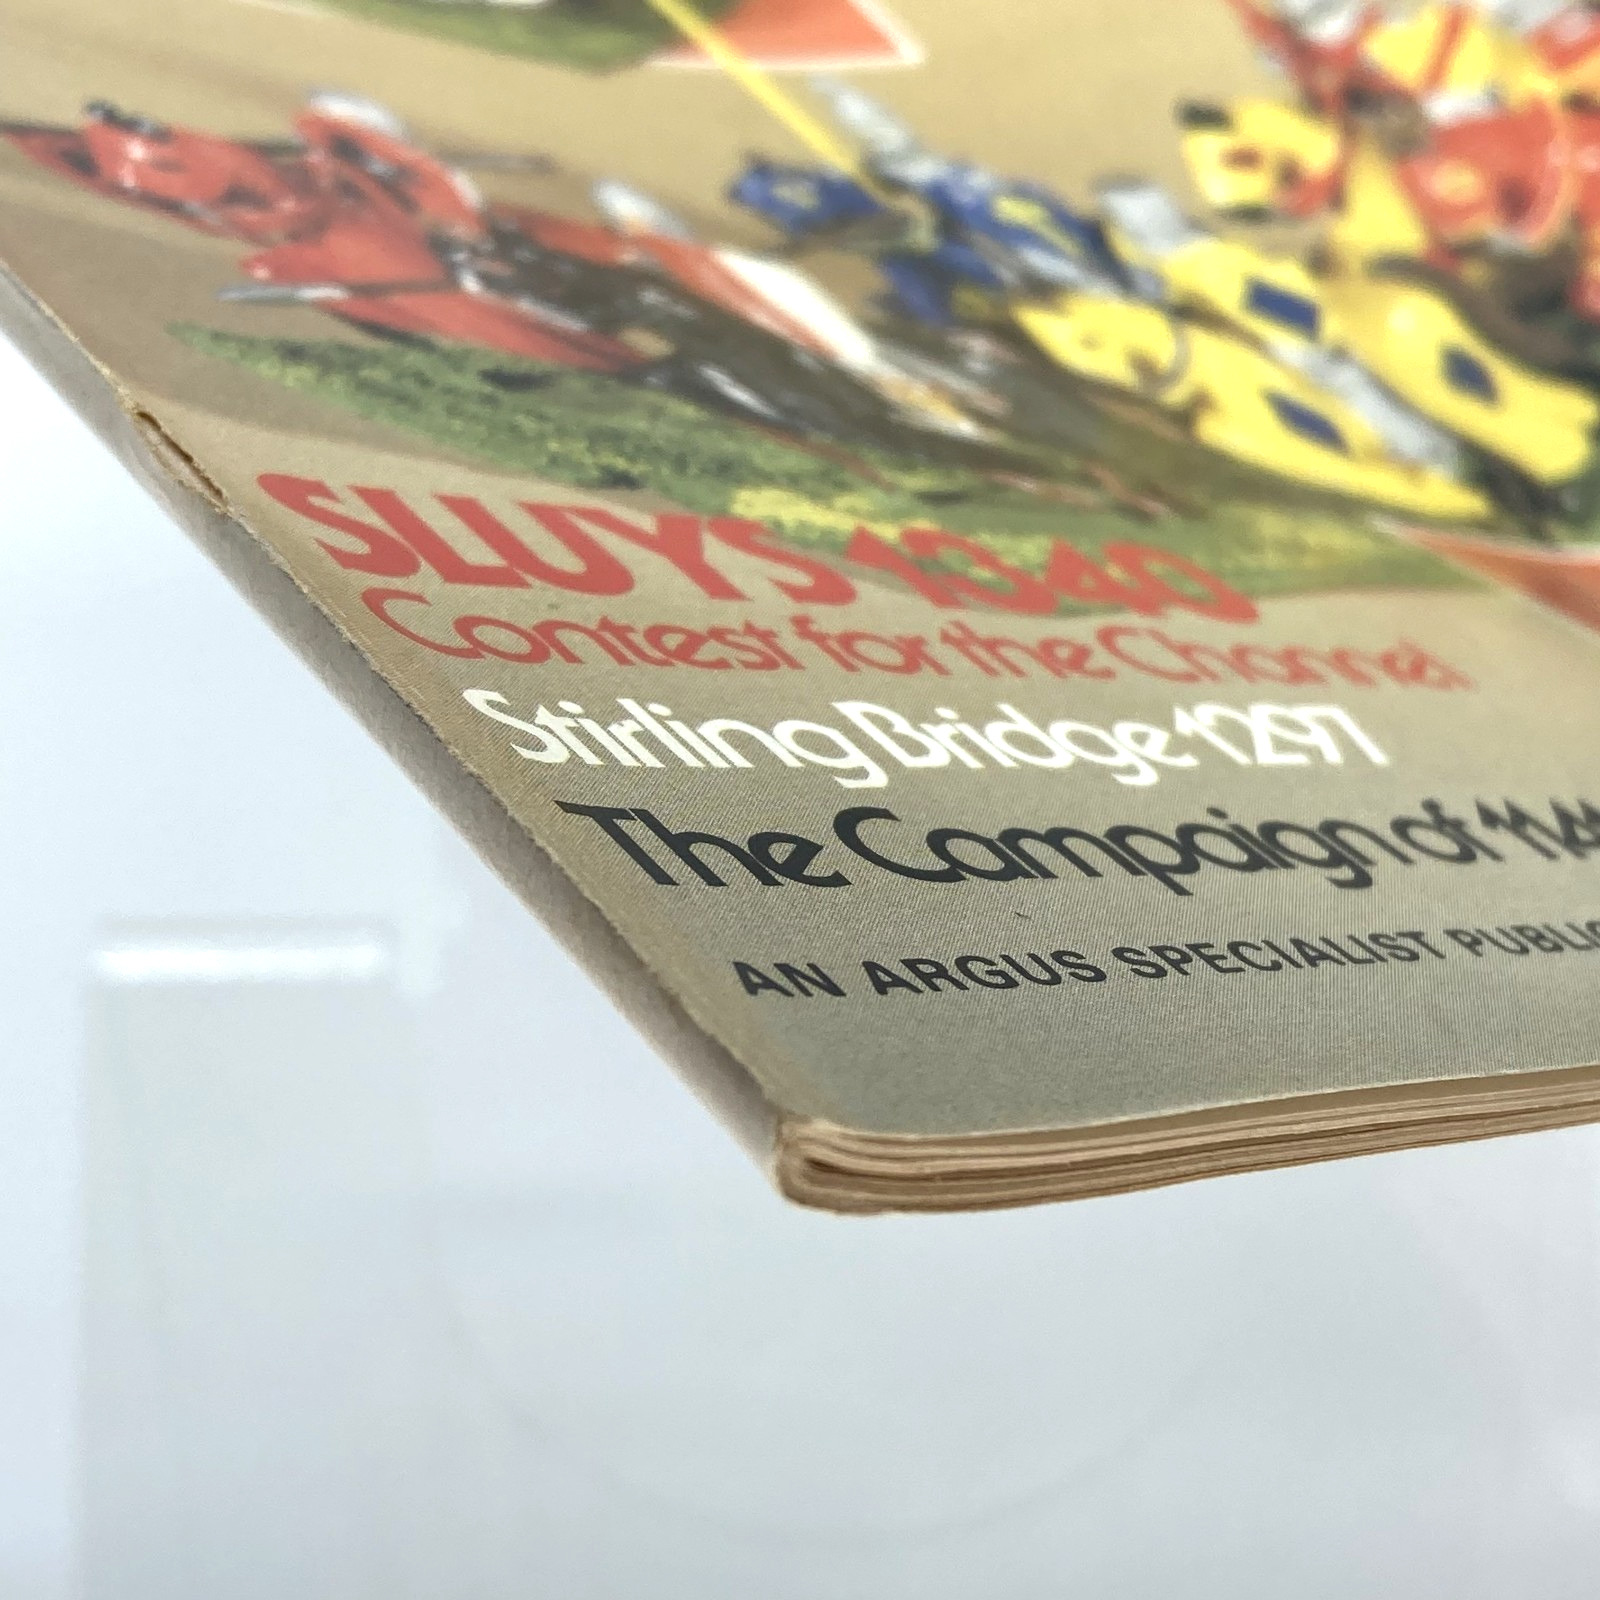 SLUYS 1340
Contest for the Channel
Stirling Bridge 1297
The Campaign of
AN ARGUS SPECIALIST